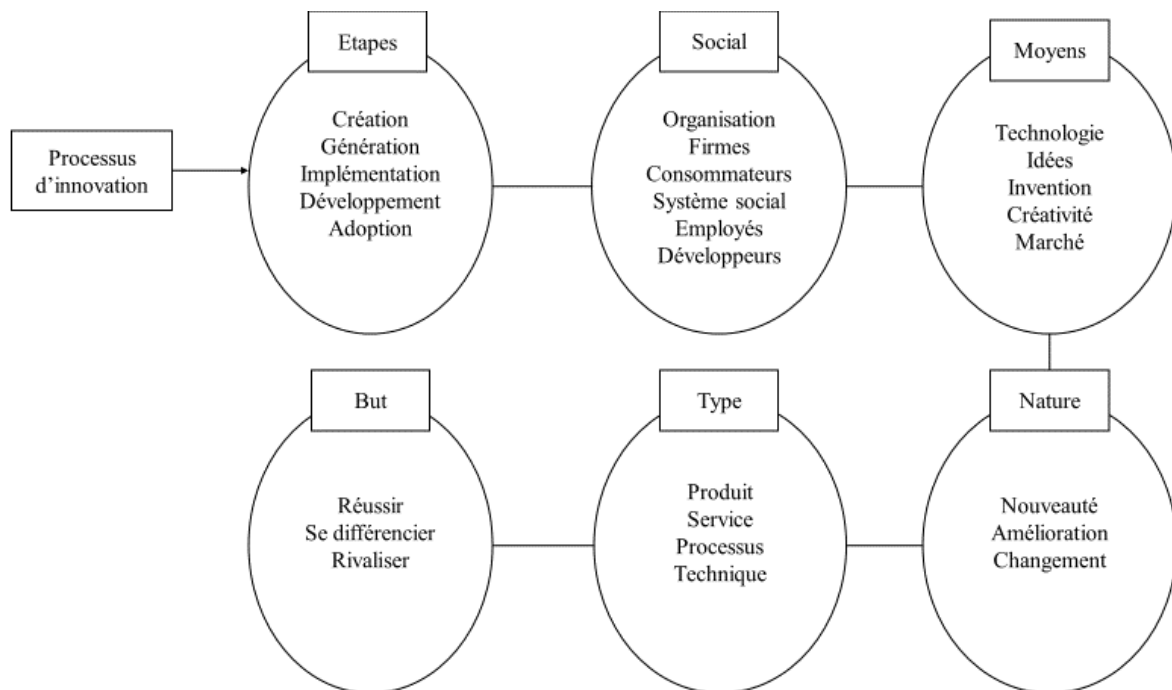 Processus
d'innovation
Etapes
Création
Génération
Implémentation
Développement
Adoption
Social
Organisation
Firmes
Consommateurs
Système social
Employés
Développeurs
Moyens
Technologie
Idées
Invention
Créativité
Marché
But
Réussir
Se différencier
Rivaliser
Type
Produit
Service
Processus
Technique
Nature
Nouveauté
Amélioration
Changement